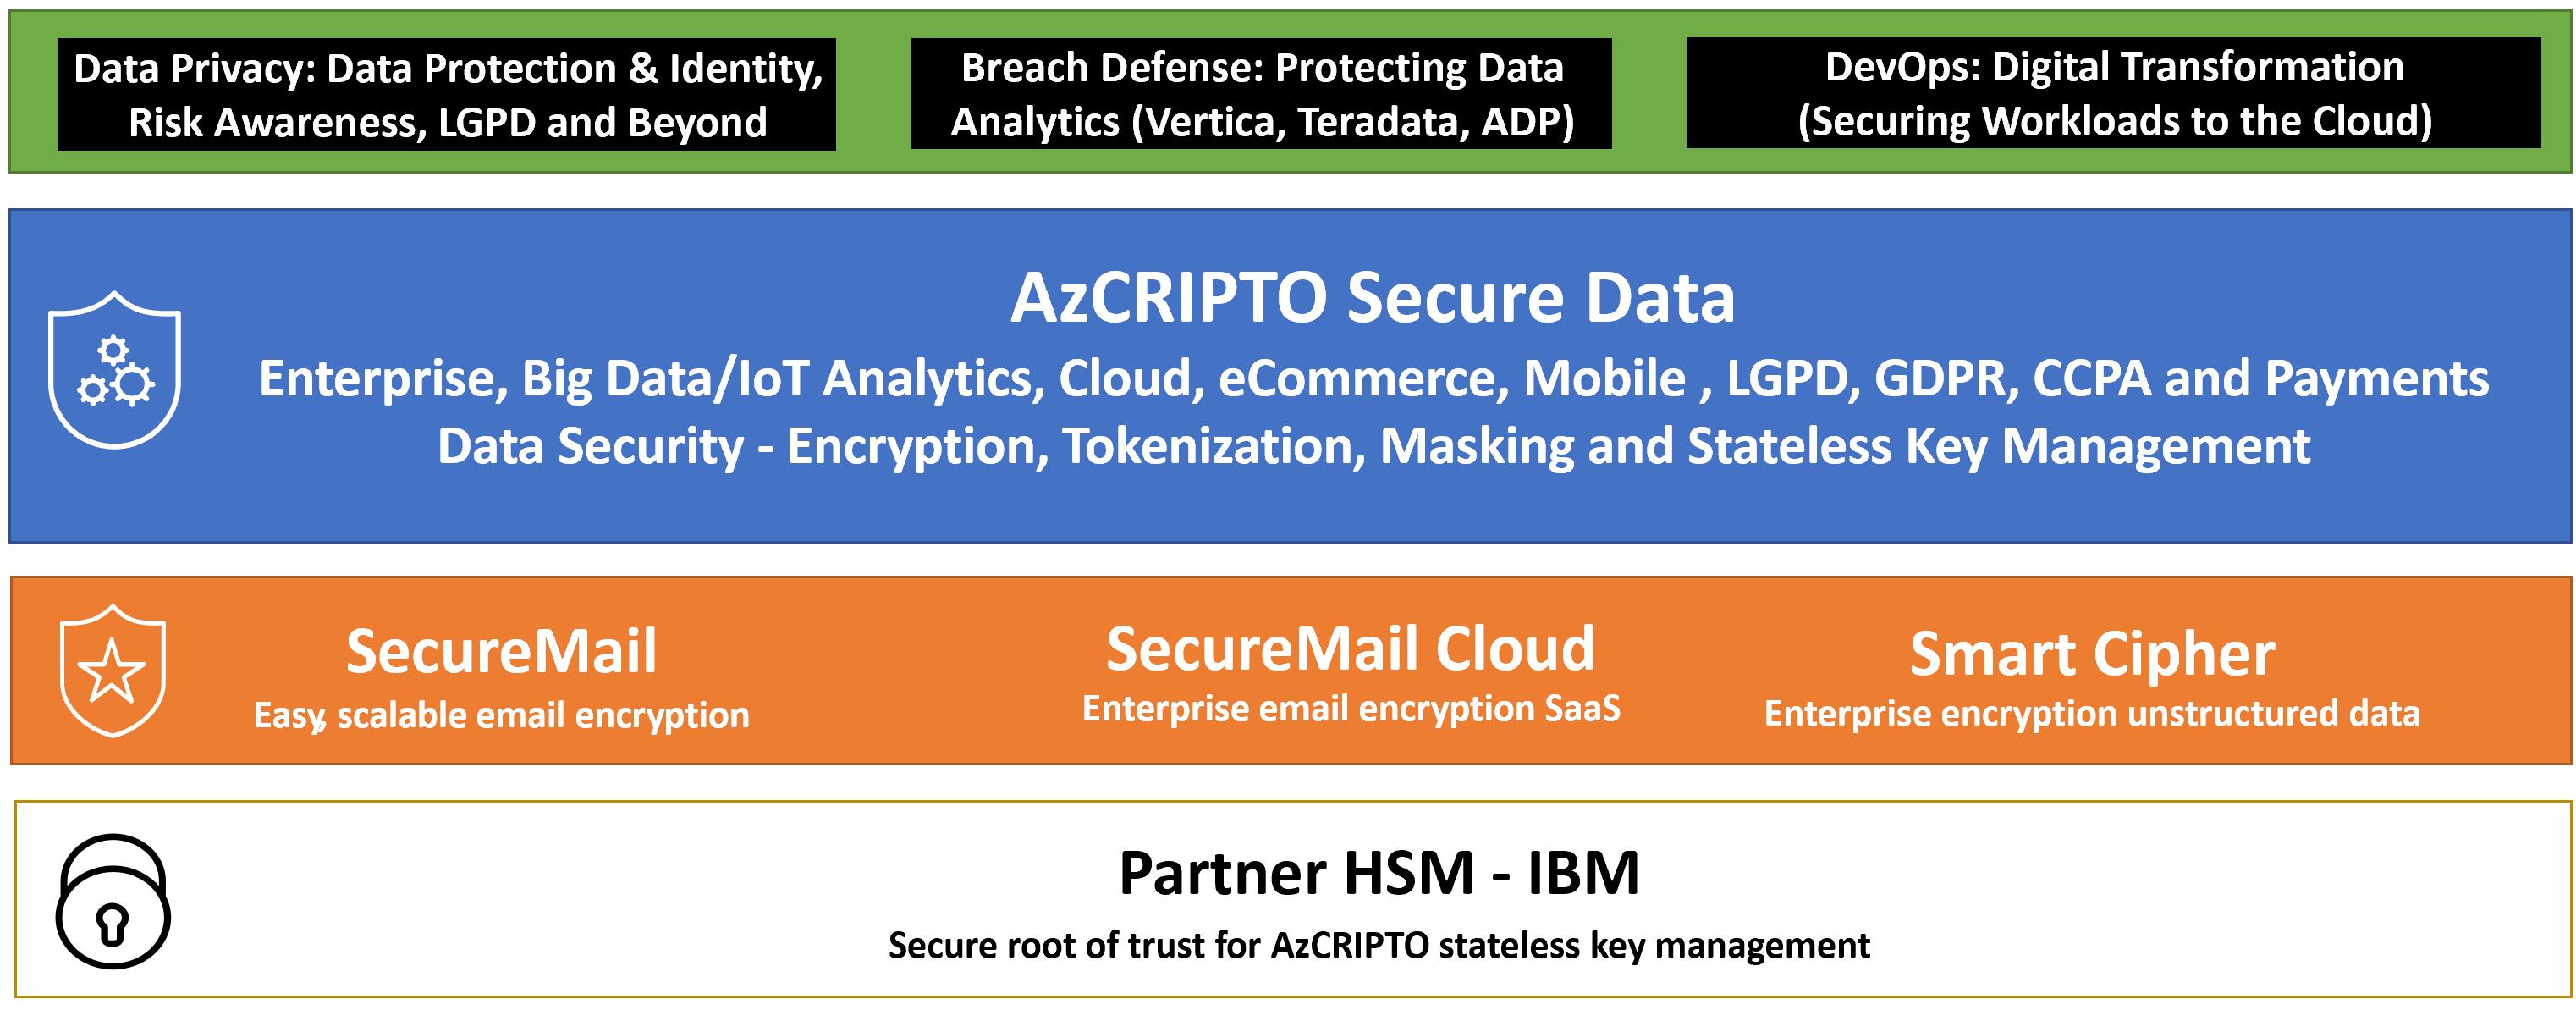 Data Privacy: Data Protection & Identity,
Risk Awareness, LGPD and Beyond
Breach Defense: Protecting Data
Analytics (Vertica, Teradata, ADP)
DevOps: Digital Transformation
(Securing Workloads to the Cloud)
AzCRIPTO Secure Data
Enterprise, Big Data/IoT Analytics, Cloud, eCommerce, Mobile , LGPD, GDPR, CCPA and Payments
Data Security - Encryption, Tokenization, Masking and Stateless Key Management
SecureMail
Easy, scalable email encryption
SecureMail Cloud
Enterprise email encryption SaaS
Smart Cipher
Enterprise encryption unstructured data
Partner HSM - IBM
Secure root of trust for AzCRIPTO stateless key management